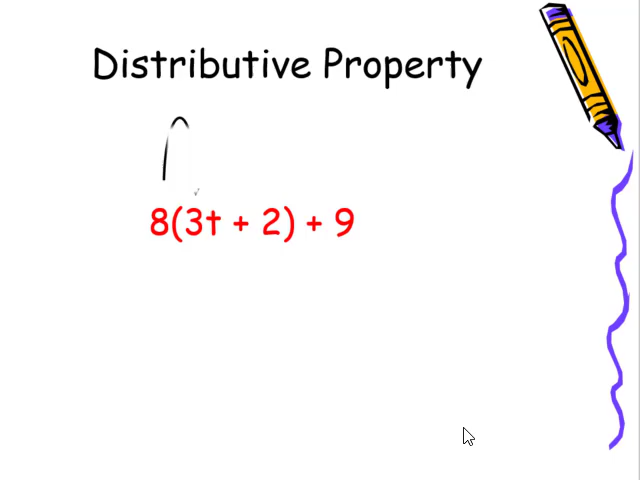 Distributive Property
8(3t + 2) + 9